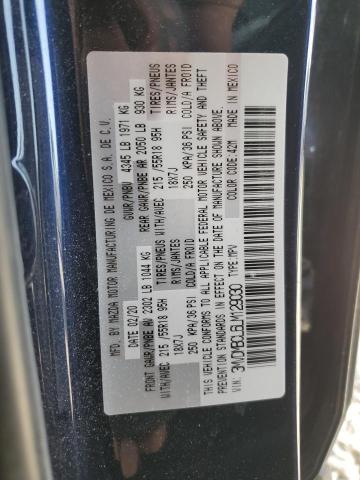 MFD. BY MAZDA MOTOR MANUFACTURING DE MEXICO S.A. DE C.V.
02/20 GVWR/PNBV 4345 LB 1971 KG
GAWR/PNBE AV 2302 LB 1044 KG REAR GAWR/PNBE AR 2050 LB 930 KG
WITH/AVEC 215 /55R18 95H TIRES/PNEUS WITH/AVEC 215 /55R18 95H TIRES/PNEUS
18X7J RIMS/JANTES 18X7J RIMS/JANTES
250 KPA/36 PSI COLD/A FROID 250 KPA/36 PSI COLD/A FROID
CONFORMS TO ALL APPLICABLE FEDERAL MOTOR VEHICLE SAFETY AND THEFT
PREVENTION STANDARDS IN EFFECT ON THE DATE OF MANUFACTURE SHOWN ABOVE.
MADE IN MEXICO
VIN: TYPE: MPV COLOR CODE: 42M